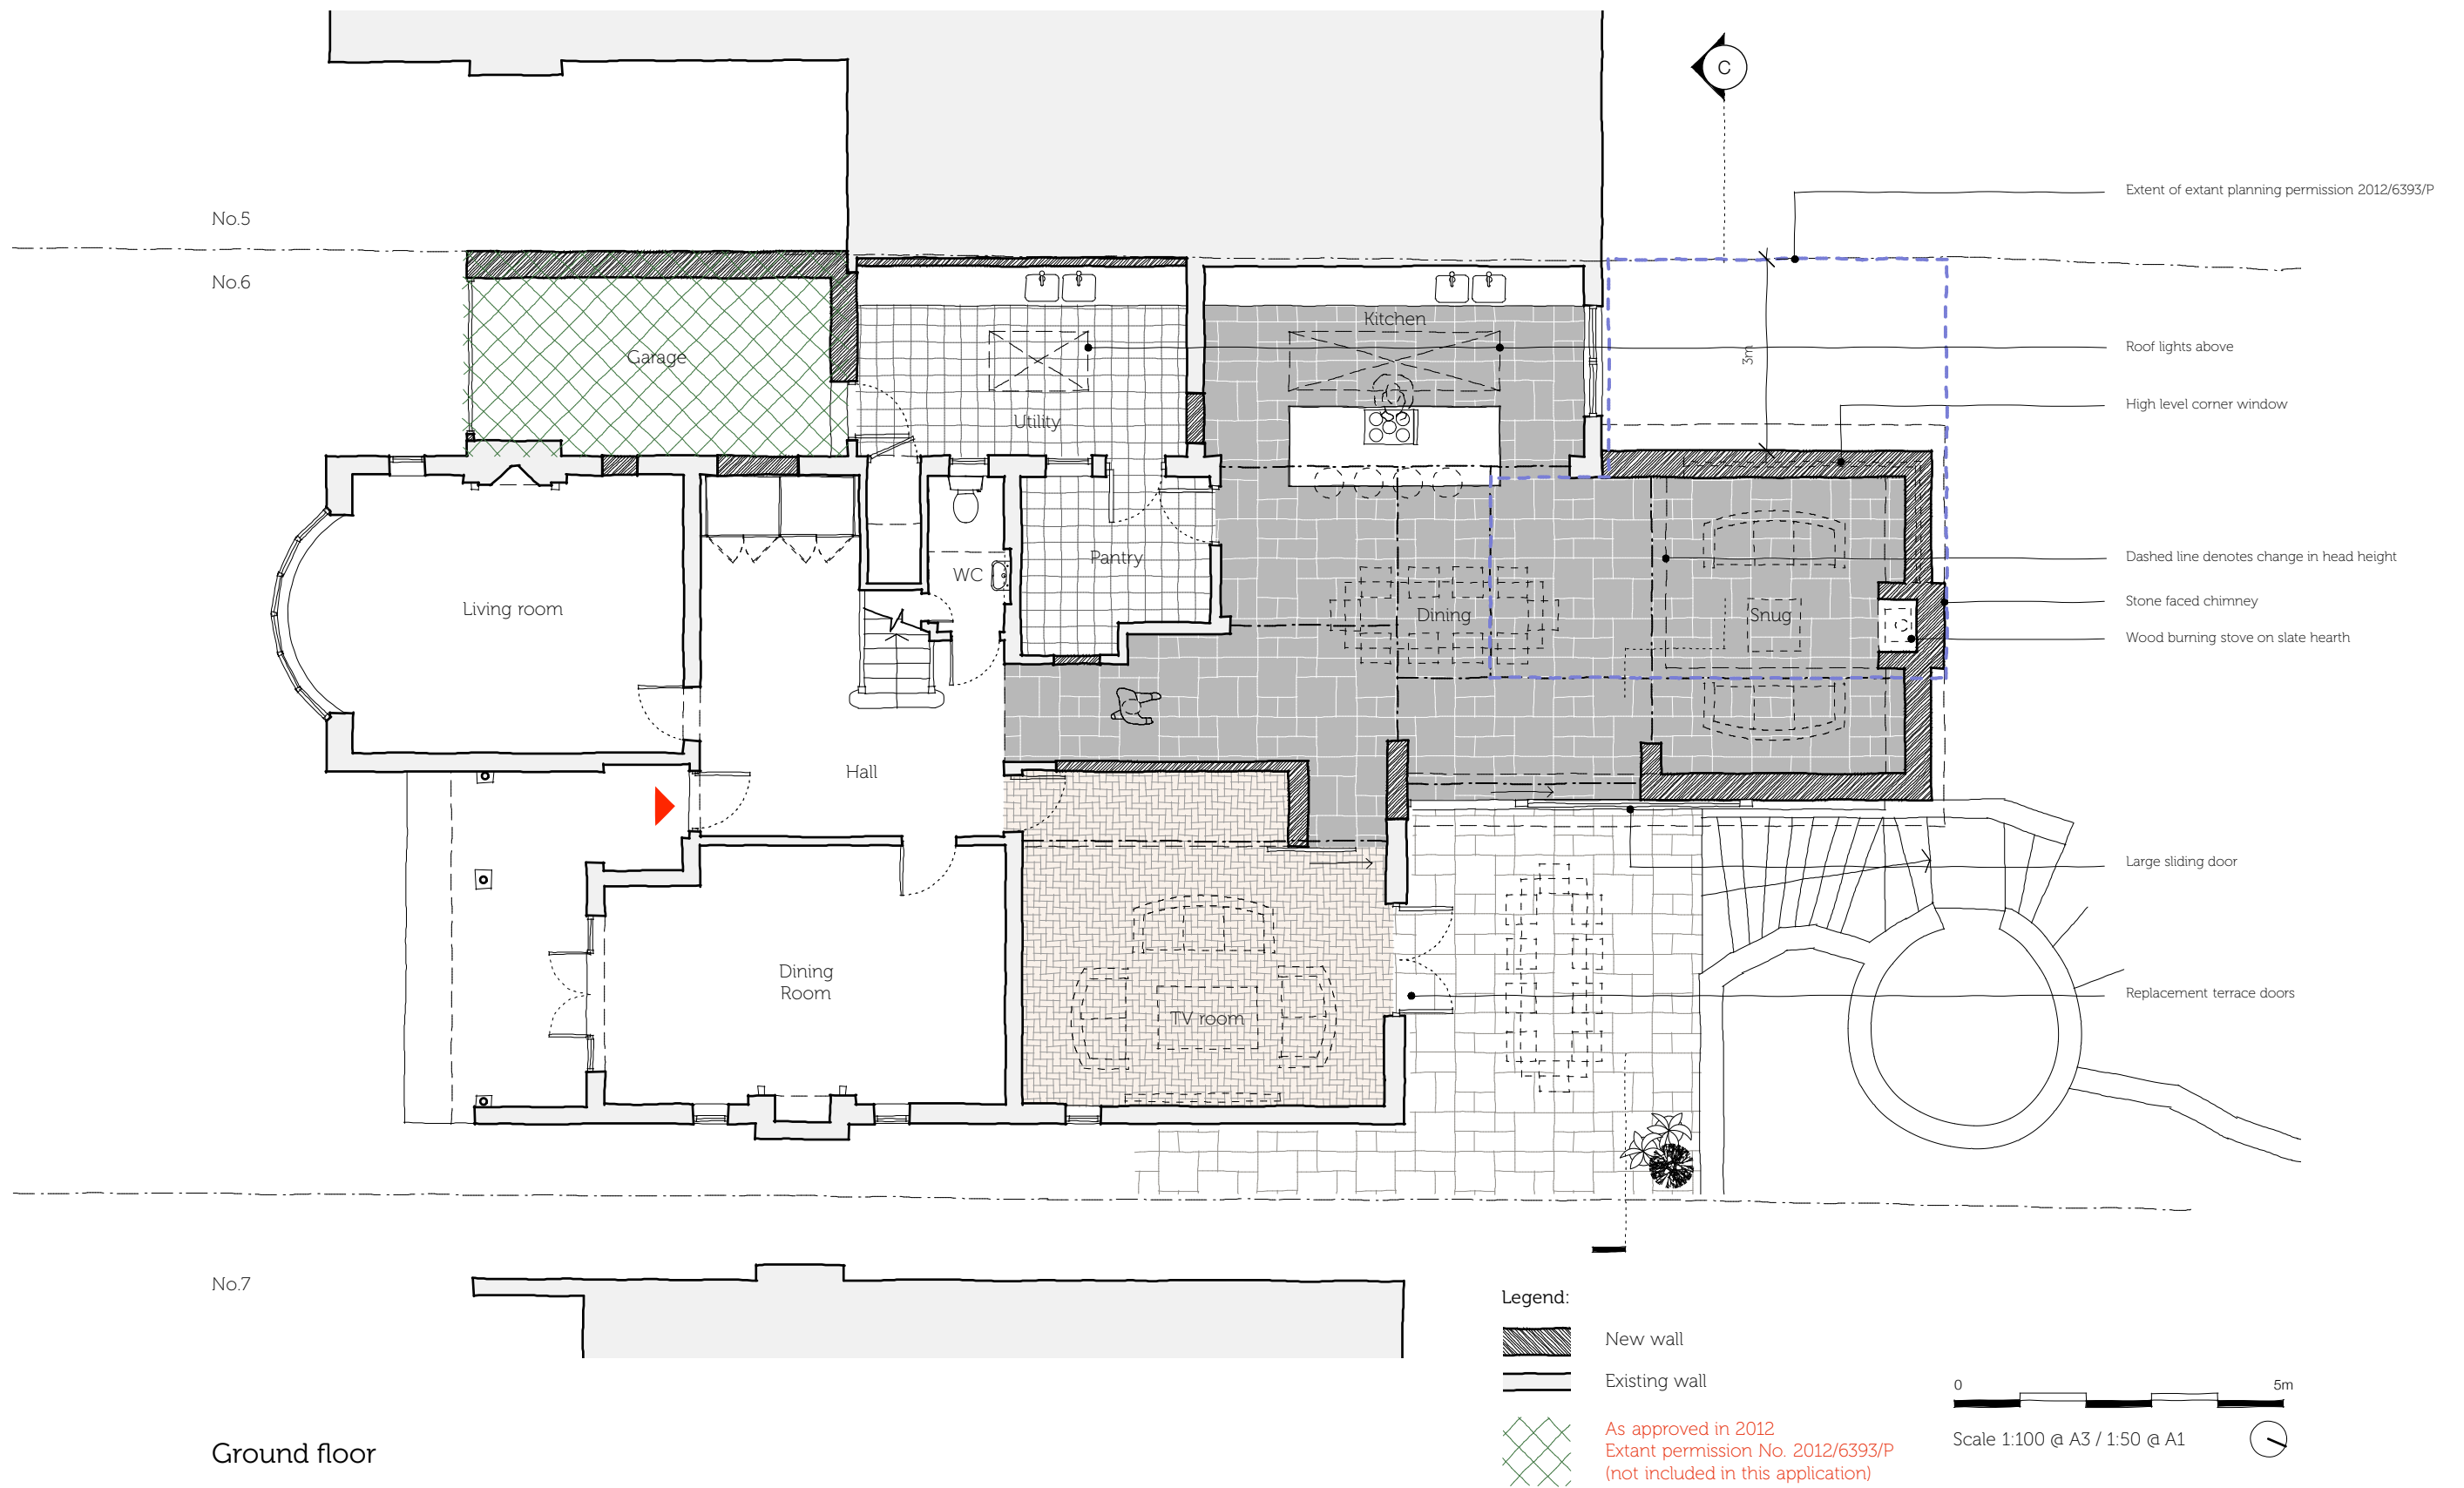 C
Extent of extant planning permission 2012/6393/P
No.5
No.6
Kitchen
Roof lights above
3m
Garage
High level corner window
Utility
Dashed line denotes change in head height
Pantry
WC
Stone faced chimney
Living room
Dining
Snug
Wood burning stove on slate hearth
Hall
Large sliding door
Dining
Room
Replacement terrace doors
TV room
No.7
Legend:
New wall
Existing wall
0
5m
As approved in 2012
Extant permission No. 2012/6393/P
(not included in this application)
Scale 1:100 @ A3 / 1:50 @ A1
Ground floor